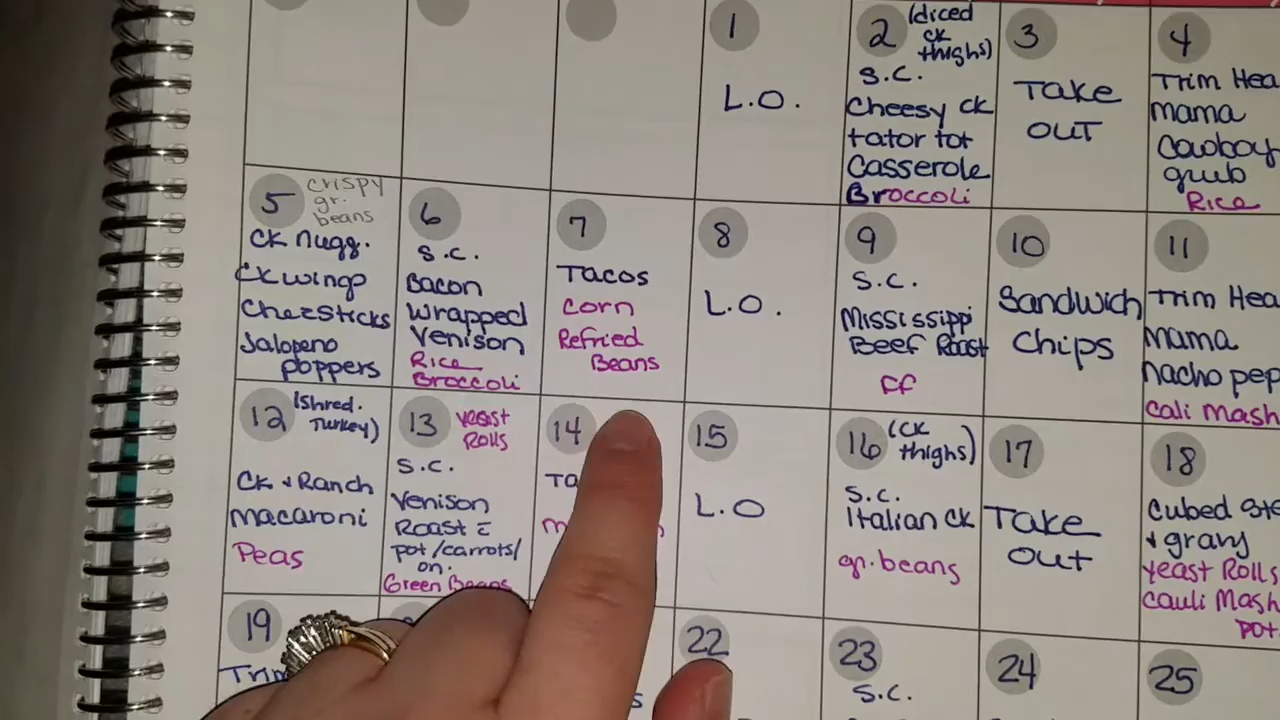 1
L.O.
2 (diced
ck
thighs)
S.C.
Cheesy ck
tator tot
Casserole
Broccoli
3
Take
out
4
Trim Hea
mama
Cowboy
grub
Rice
5 crispy
gr.
beans
Ck nugg.
Ck wings
Cheezsticks
Jalapeno
poppers
6
S.C.
Bacon
Wrapped
Venison
Rice
Broccoli
7
Tacos
Corn
Refried
Beans
8
L.O.
9
S.C.
Mississippi
Beef Roast
FF
10
Sandwich
Chips
11
Trim Hea
mama
nacho pep
Cali Mash
12 (Shred.
Turkey)
Ck + Ranch
macaroni
Peas
13 yeast
Rolls
S.C.
Venison
Roast c̄
pot/carrots/
on.
Green Beans
14
Ta
15
L.O
16 (ck
thighs)
S.C.
Italian ck
gr. beans
17
Take
out
18
Cubed ste
+ gravy
yeast Rolls
cauli Mash
pot
19
Trim
22
23
S.C.
24
25